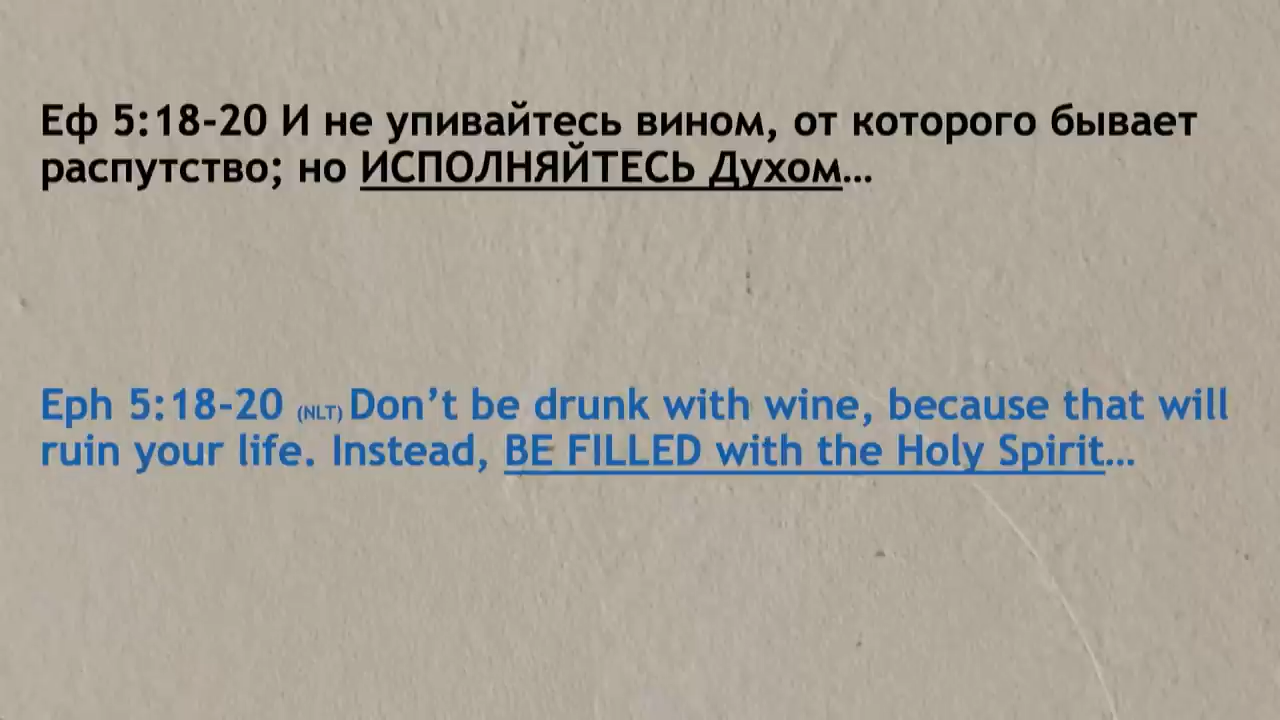 Еф 5:18-20 И не упивайтесь вином, от которого бывает
распутство; но ИСПОЛНЯЙТЕСЬ Духом…
Eph 5:18-20 (NLT) Don’t be drunk with wine, because that will
ruin your life. Instead, BE FILLED with the Holy Spirit…